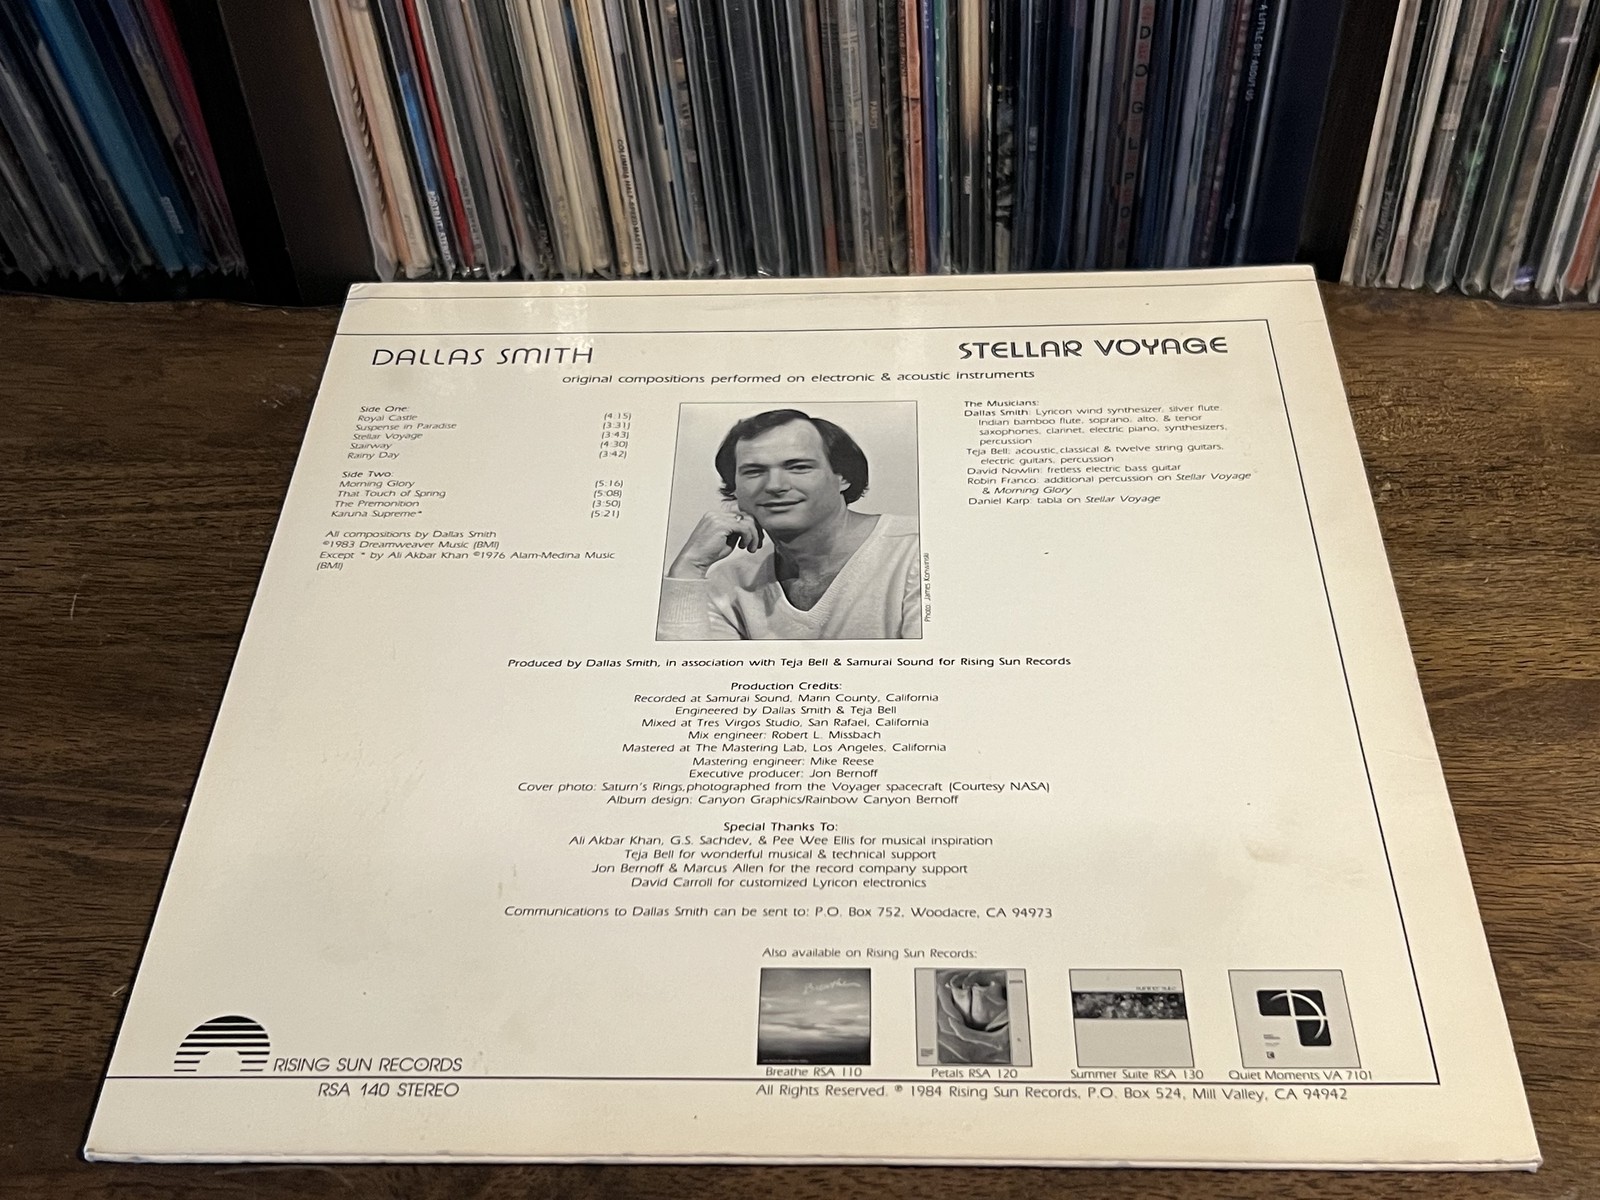 DALLAS SMITH
STELLAR VOYAGE
original compositions performed on electronic & acoustic instruments
Side One:
Royal Castle (4:15)
Suspense in Paradise (3:31)
Stellar Voyage (3:43)
Stairway (4:30)
Rainy Day (3:42)
Side Two:
Morning Glory (5:16)
That Touch of Spring (5:08)
The Premonition (3:50)
Karuna Supreme* (5:21)
All compositions by Dallas Smith
©1983 Dreamweaver Music (BMI)
Except * by Ali Akbar Khan ©1976 Alam-Medina Music
(BMI)
The Musicians:
Dallas Smith: Lyricon wind synthesizer, silver flute,
Indian bamboo flute, soprano, alto, & tenor
saxophones, clarinet, electric piano, synthesizers,
percussion
Teja Bell: acoustic, classical & twelve string guitars,
electric guitars, percussion
David Nowlin: fretless electric bass guitar
Robin Franco: additional percussion on Stellar Voyage
& Morning Glory
Daniel Karp: tabla on Stellar Voyage
Photo: James
Produced by Dallas Smith, in association with Teja Bell & Samurai Sound for Rising Sun Records
Production Credits:
Recorded at Samurai Sound, Marin County, California
Engineered by Dallas Smith & Teja Bell
Mixed at Tres Virgos Studio, San Rafael, California
Mix engineer: Robert L. Missbach
Mastered at The Mastering Lab, Los Angeles, California
Mastering engineer: Mike Reese
Executive producer: Jon Bernoff
Cover photo: Saturn's Rings, photographed from the Voyager spacecraft (Courtesy NASA)
Album design: Canyon Graphics/Rainbow Canyon Bernoff
Special Thanks To:
Ali Akbar Khan, G.S. Sachdev, & Pee Wee Ellis for musical inspiration
Teja Bell for wonderful musical & technical support
Jon Bernoff & Marcus Allen for the record company support
David Carroll for customized Lyricon electronics
Communications to Dallas Smith can be sent to: P.O. Box 752, Woodacre, CA 94973
Also available on Rising Sun Records:
Breathe
Breathe RSA 110
Petals RSA 120
Summer Suite RSA 130
Quiet Moments VA 7101
RISING SUN RECORDS
RSA 140 STEREO
All Rights Reserved. ℗ 1984 Rising Sun Records, P.O. Box 524, Mill Valley, CA 94942